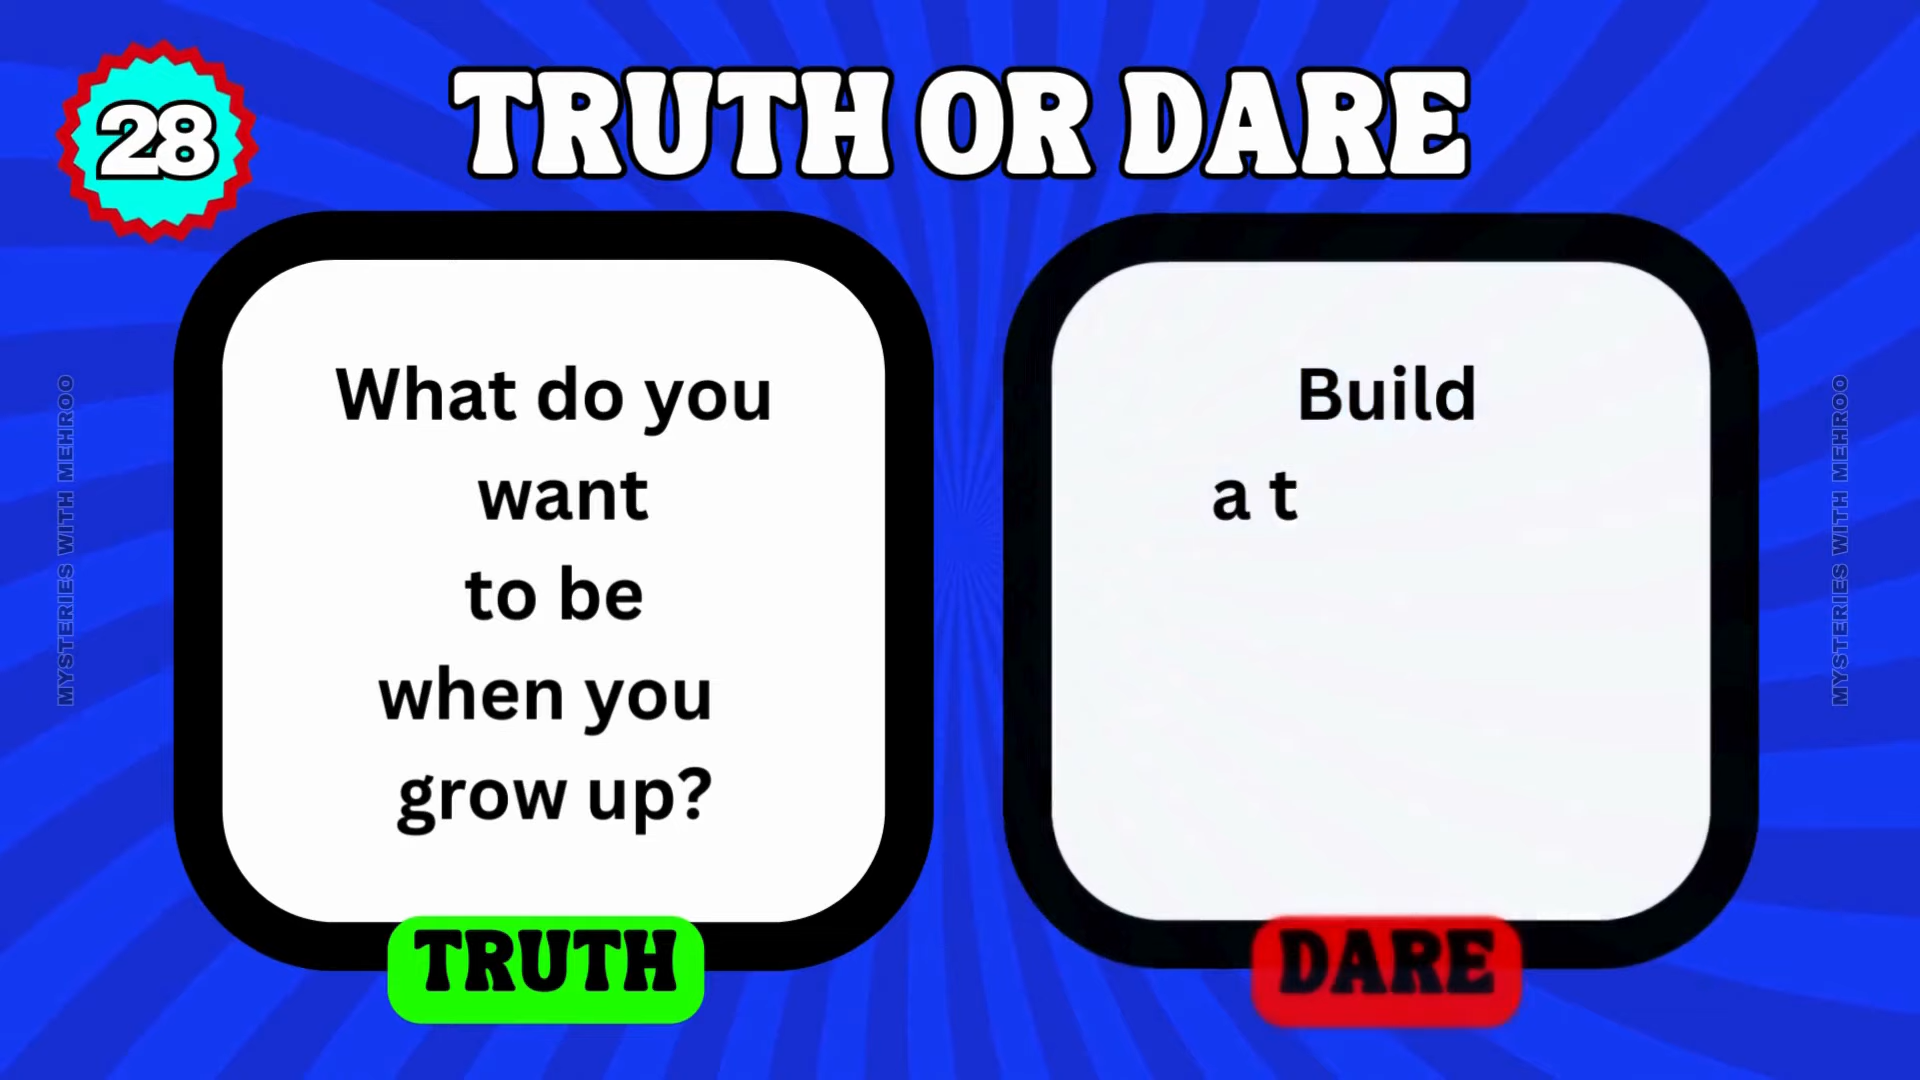 28
TRUTH OR DARE
What do you
want
to be
when you
grow up?
TRUTH
Build
a t
DARE
MYSTERIES WITH MEHROO
MYSTERIES WITH MEHROO